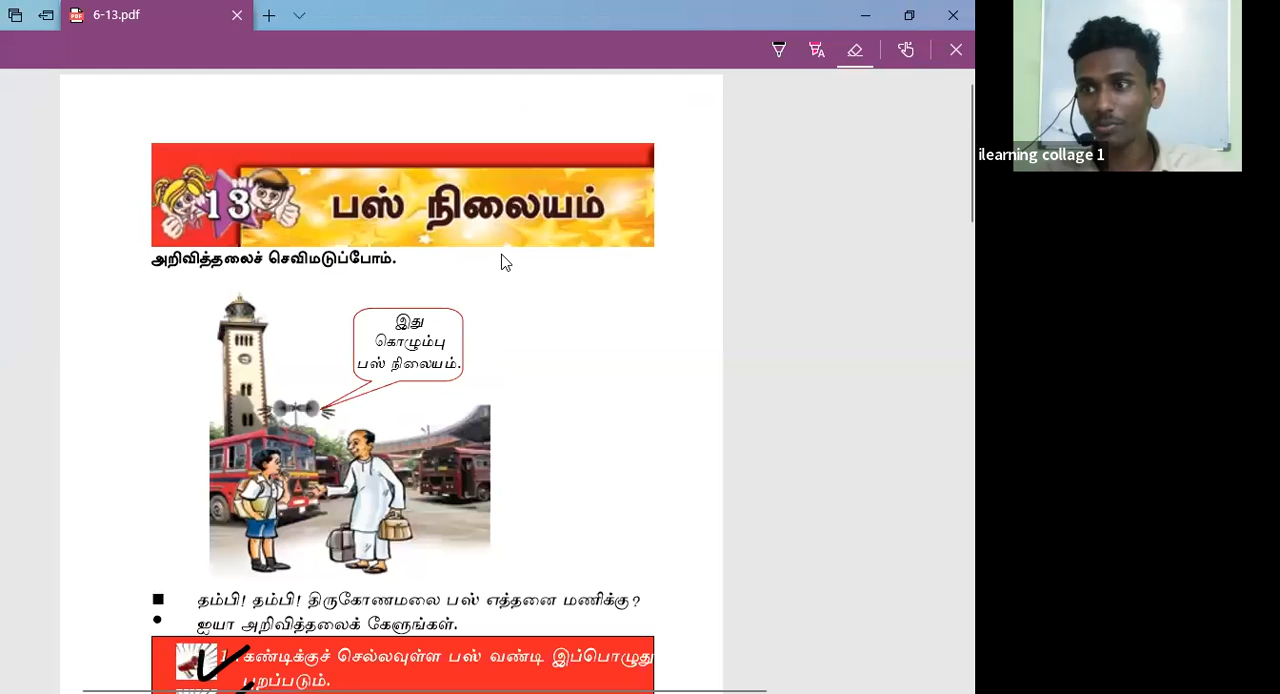 6-13.pdf
ilearning collage 1
13
பஸ் நிலையம்
அறிவித்தலைச் செவிமடுப்போம்.
இது
கொழும்பு
பஸ் நிலையம்.
■ தம்பி! தம்பி! திருகோணமலை பஸ் எத்தனை மணிக்கு?
• ஐயா அறிவித்தலைக் கேளுங்கள்.
1. கண்டிக்குச் செல்லவுள்ள பஸ் வண்டி இப்பொழுது
புறப்படும்.